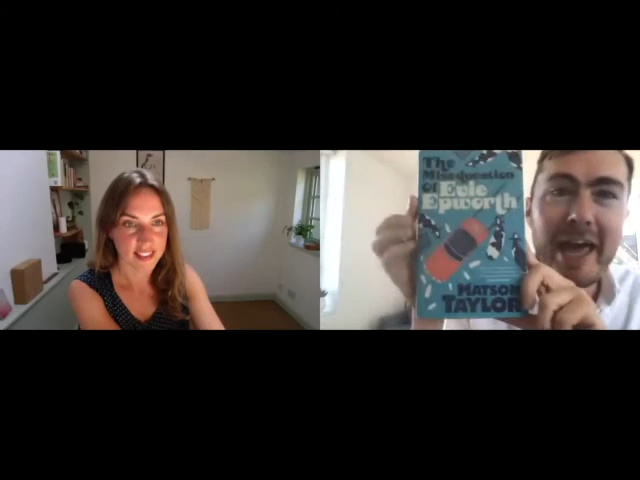 The
Miseducation
Of Evie
Epworth
MATSON
TAYLOR